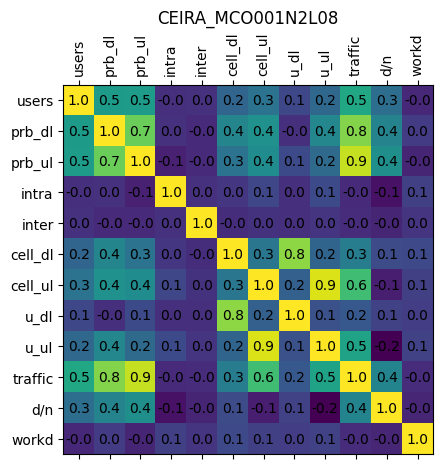 CEIRA_MCO001N2L08
users prb_dl prb_ul intra inter cell_dl cell_ul u_dl u_ul traffic d/n workd
users 1.0 0.5 0.5 -0.0 0.0 0.2 0.3 0.1 0.2 0.5 0.3 -0.0
prb_dl 0.5 1.0 0.7 0.0 -0.0 0.4 0.4 -0.0 0.4 0.8 0.4 0.0
prb_ul 0.5 0.7 1.0 -0.1 -0.0 0.3 0.4 0.1 0.2 0.9 0.4 -0.0
intra -0.0 0.0 -0.1 1.0 0.0 0.0 0.1 0.0 0.1 -0.0 -0.1 0.1
inter 0.0 -0.0 -0.0 0.0 1.0 -0.0 0.0 0.0 0.0 -0.0 -0.0 0.0
cell_dl 0.2 0.4 0.3 0.0 -0.0 1.0 0.3 0.8 0.2 0.3 0.1 0.1
cell_ul 0.3 0.4 0.4 0.1 0.0 0.3 1.0 0.2 0.9 0.6 -0.1 0.1
u_dl 0.1 -0.0 0.1 0.0 0.0 0.8 0.2 1.0 0.1 0.2 0.1 0.0
u_ul 0.2 0.4 0.2 0.1 0.0 0.2 0.9 0.1 1.0 0.5 -0.2 0.1
traffic 0.5 0.8 0.9 -0.0 -0.0 0.3 0.6 0.2 0.5 1.0 0.4 -0.0
d/n 0.3 0.4 0.4 -0.1 -0.0 0.1 -0.1 0.1 -0.2 0.4 1.0 -0.0
workd -0.0 0.0 -0.0 0.1 0.0 0.1 0.1 0.0 0.1 -0.0 -0.0 1.0